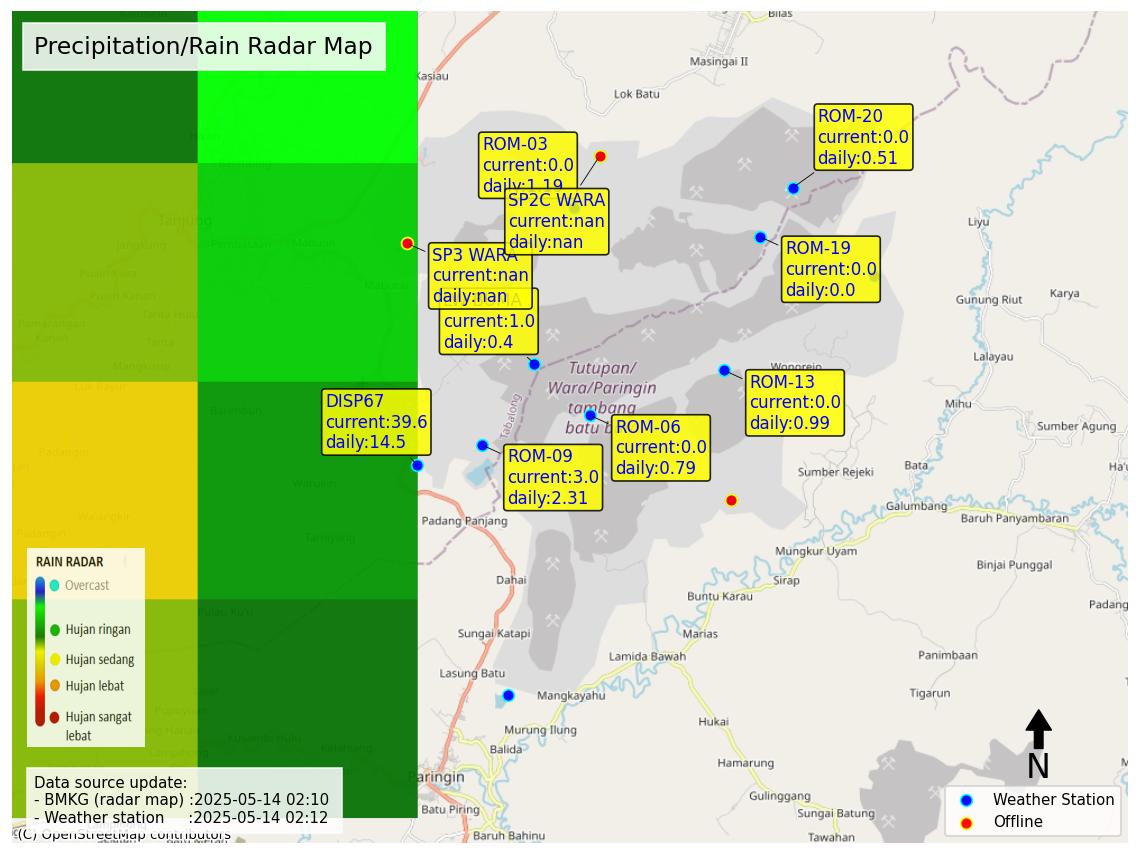 Precipitation/Rain Radar Map
Bilas
Masingai II
Kasiau
Lok Batu
ROM-20
current:0.0
daily:0.51
ROM-03
current:0.0
daily:1.19
SP2C WARA
current:nan
daily:nan
Tanjung
Liyu
ROM-19
current:0.0
daily:0.0
SP3 WARA
current:nan
daily:nan
current:1.0
daily:0.4
Maburai
Karya
Gunung Riut
Lalayau
Wonorejo
Tutupan/
Wara/Paringin
tambang
batu b
ROM-13
current:0.0
daily:0.99
Mihu
DISP67
current:39.6
daily:14.5
Tabalong
ROM-06
current:0.0
daily:0.79
Sumber Agung
ROM-09
current:3.0
daily:2.31
Bata
Ha'u
Sumber Rejeki
Galumbang
Padang Panjang
Baruh Panyambaran
Mungkur Uyam
Binjai Punggal
Dahai
Sirap
Buntu Karau
Padang
Sungai Katapi
Marias
Lamida Bawah
Panimbaan
Lasung Batu
Mangkayahu
Tigarun
Hukai
Murung Ilung
Balida
Hamarung
Paringin
Gulinggang
Batu Piring
Sungai Batung
Baruh Bahinu
Tawahan
RAIN RADAR
Overcast
Hujan ringan
Hujan sedang
Hujan lebat
Hujan sangat
lebat
Data source update:
- BMKG (radar map) :2025-05-14 02:10
- Weather station :2025-05-14 02:12
(C) OpenStreetMap contributors
N
Weather Station
Offline